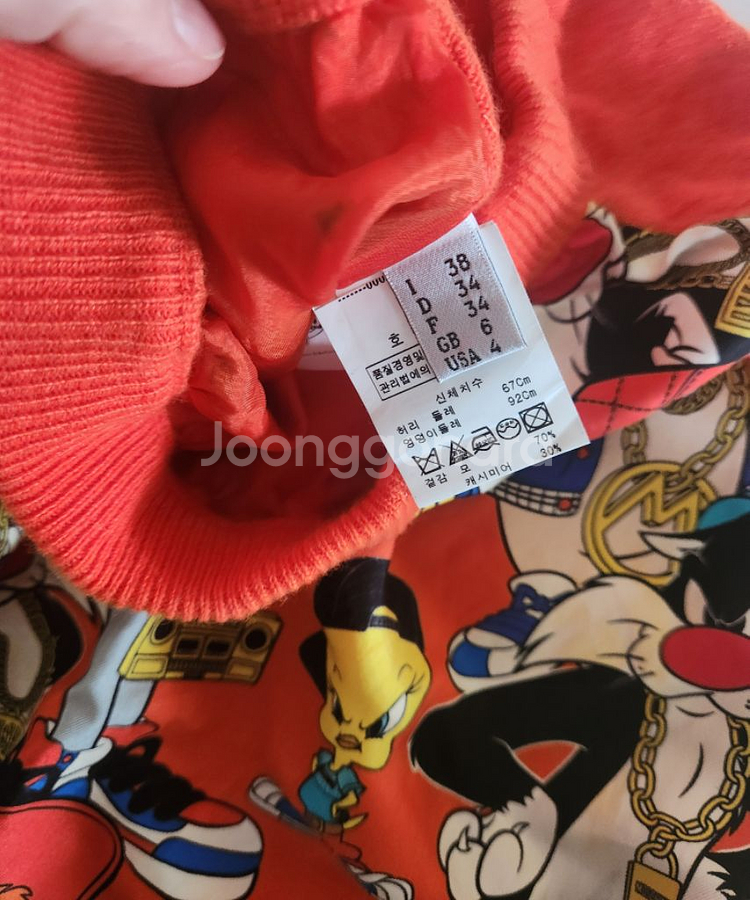 I 38
D 34
F 34
GB 6
USA 4
호
품질경영및
관리법에의
신체치수
허리 둘레 67Cm
엉덩이둘레 92Cm
겉감 모 70%
캐시미어 30%
Joonggonara